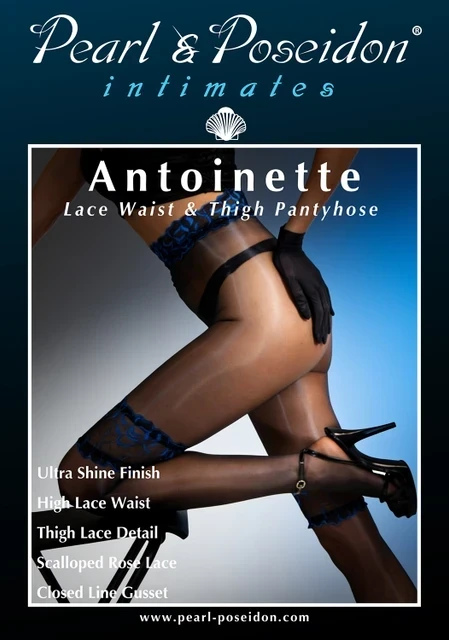 Pearl & Poseidon®
intimates
Antoinette
Lace Waist & Thigh Pantyhose
Ultra Shine Finish
High Lace Waist
Thigh Lace Detail
Scalloped Rose Lace
Closed Line Gusset
www.pearl-poseidon.com